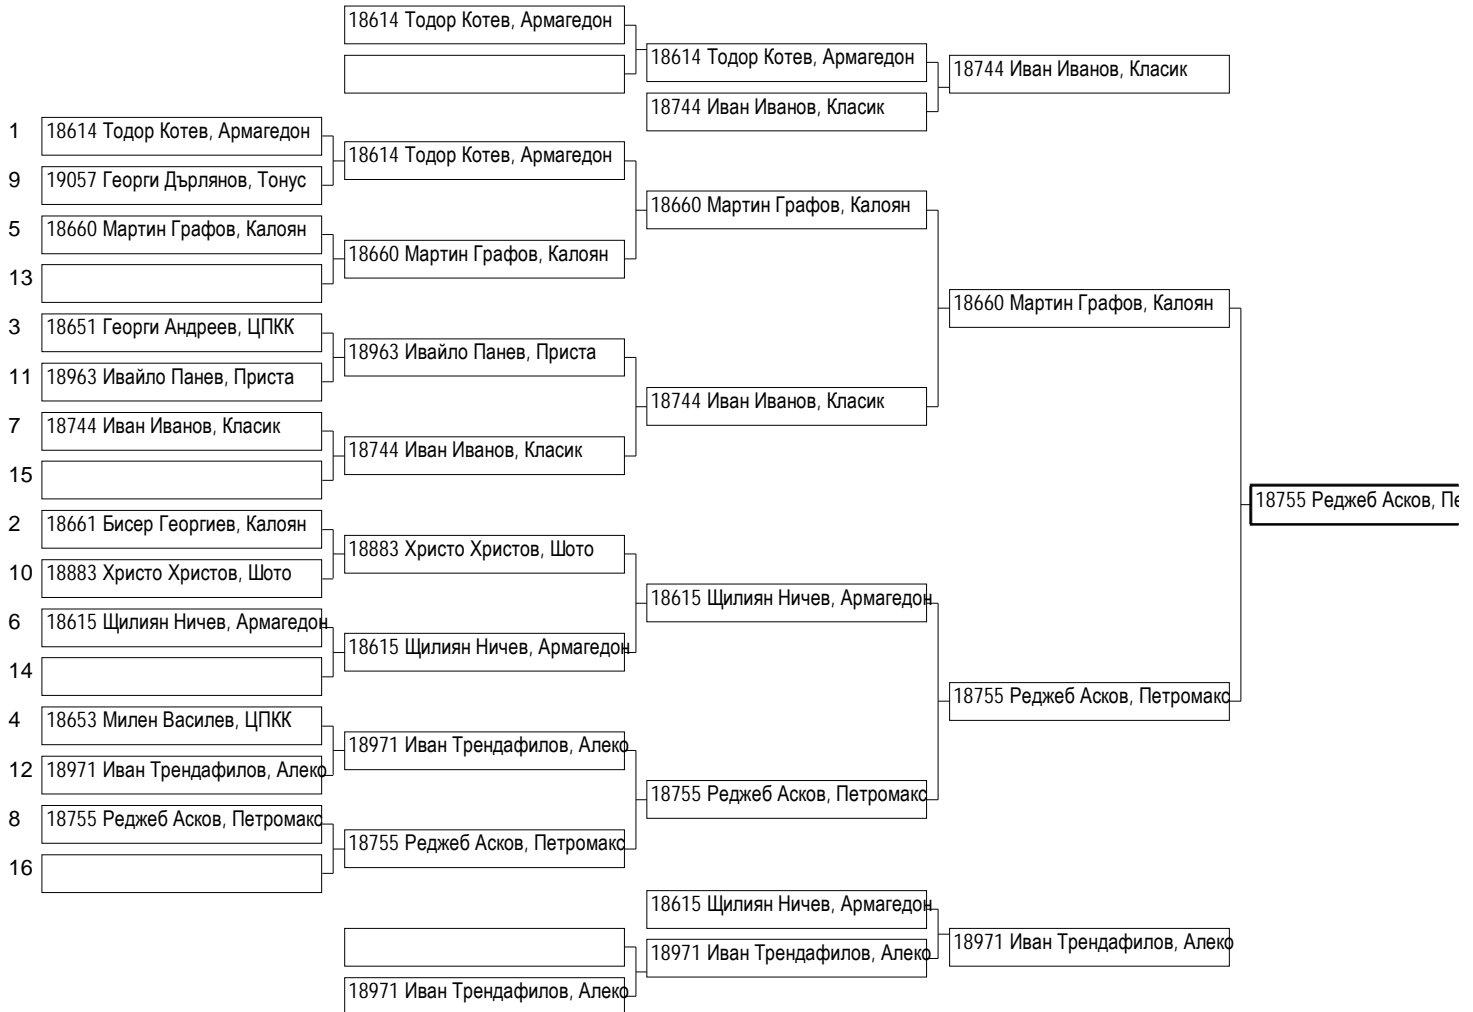 18614 Тодор Котев, Армагедон
18614 Тодор Котев, Армагедон
18744 Иван Иванов, Класик
18744 Иван Иванов, Класик
1 18614 Тодор Котев, Армагедон
18614 Тодор Котев, Армагедон
9 19057 Георги Дърлянов, Тонус
18660 Мартин Графов, Калоян
5 18660 Мартин Графов, Калоян
18660 Мартин Графов, Калоян
13
18660 Мартин Графов, Калоян
3 18651 Георги Андреев, ЦПКК
18963 Ивайло Панев, Приста
11 18963 Ивайло Панев, Приста
18744 Иван Иванов, Класик
7 18744 Иван Иванов, Класик
18744 Иван Иванов, Класик
15
18755 Реджеб Асков, Пе
2 18661 Бисер Георгиев, Калоян
18883 Христо Христов, Шото
10 18883 Христо Христов, Шото
18615 Щилиян Ничев, Армагедон
6 18615 Щилиян Ничев, Армагедон
18615 Щилиян Ничев, Армагедон
14
18755 Реджеб Асков, Петромакс
4 18653 Милен Василев, ЦПКК
18971 Иван Трендафилов, Алеко
12 18971 Иван Трендафилов, Алеко
18755 Реджеб Асков, Петромакс
8 18755 Реджеб Асков, Петромакс
18755 Реджеб Асков, Петромакс
16
18615 Щилиян Ничев, Армагедон
18971 Иван Трендафилов, Алеко
18971 Иван Трендафилов, Алеко
18971 Иван Трендафилов, Алеко